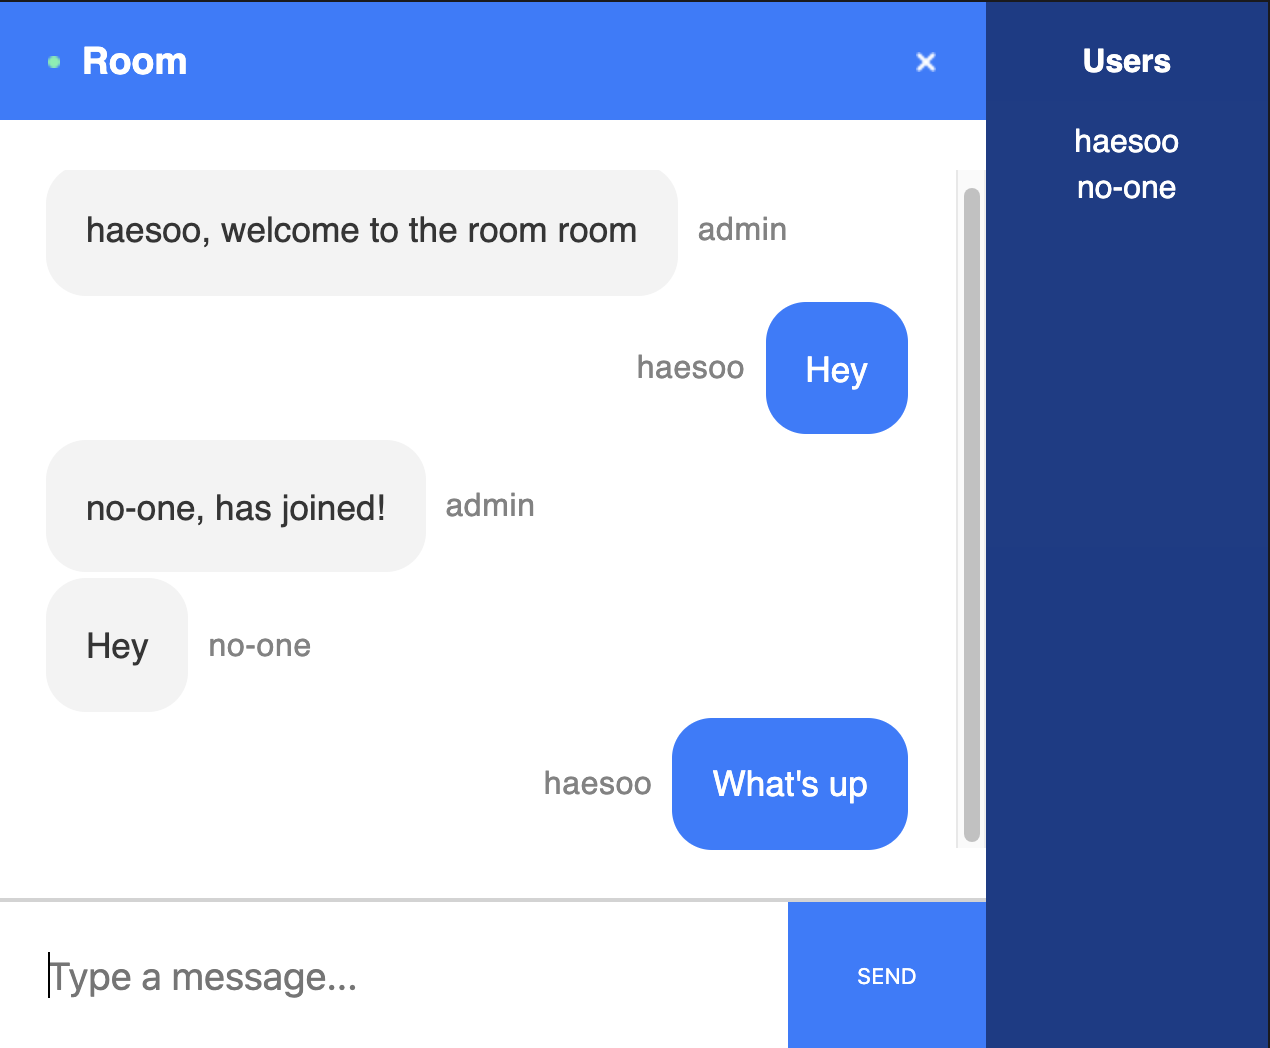 Room
×
haesoo, welcome to the room room
admin
haesoo
Hey
no-one, has joined!
admin
Hey
no-one
haesoo
What's up
Type a message...
SEND
Users
haesoo
no-one